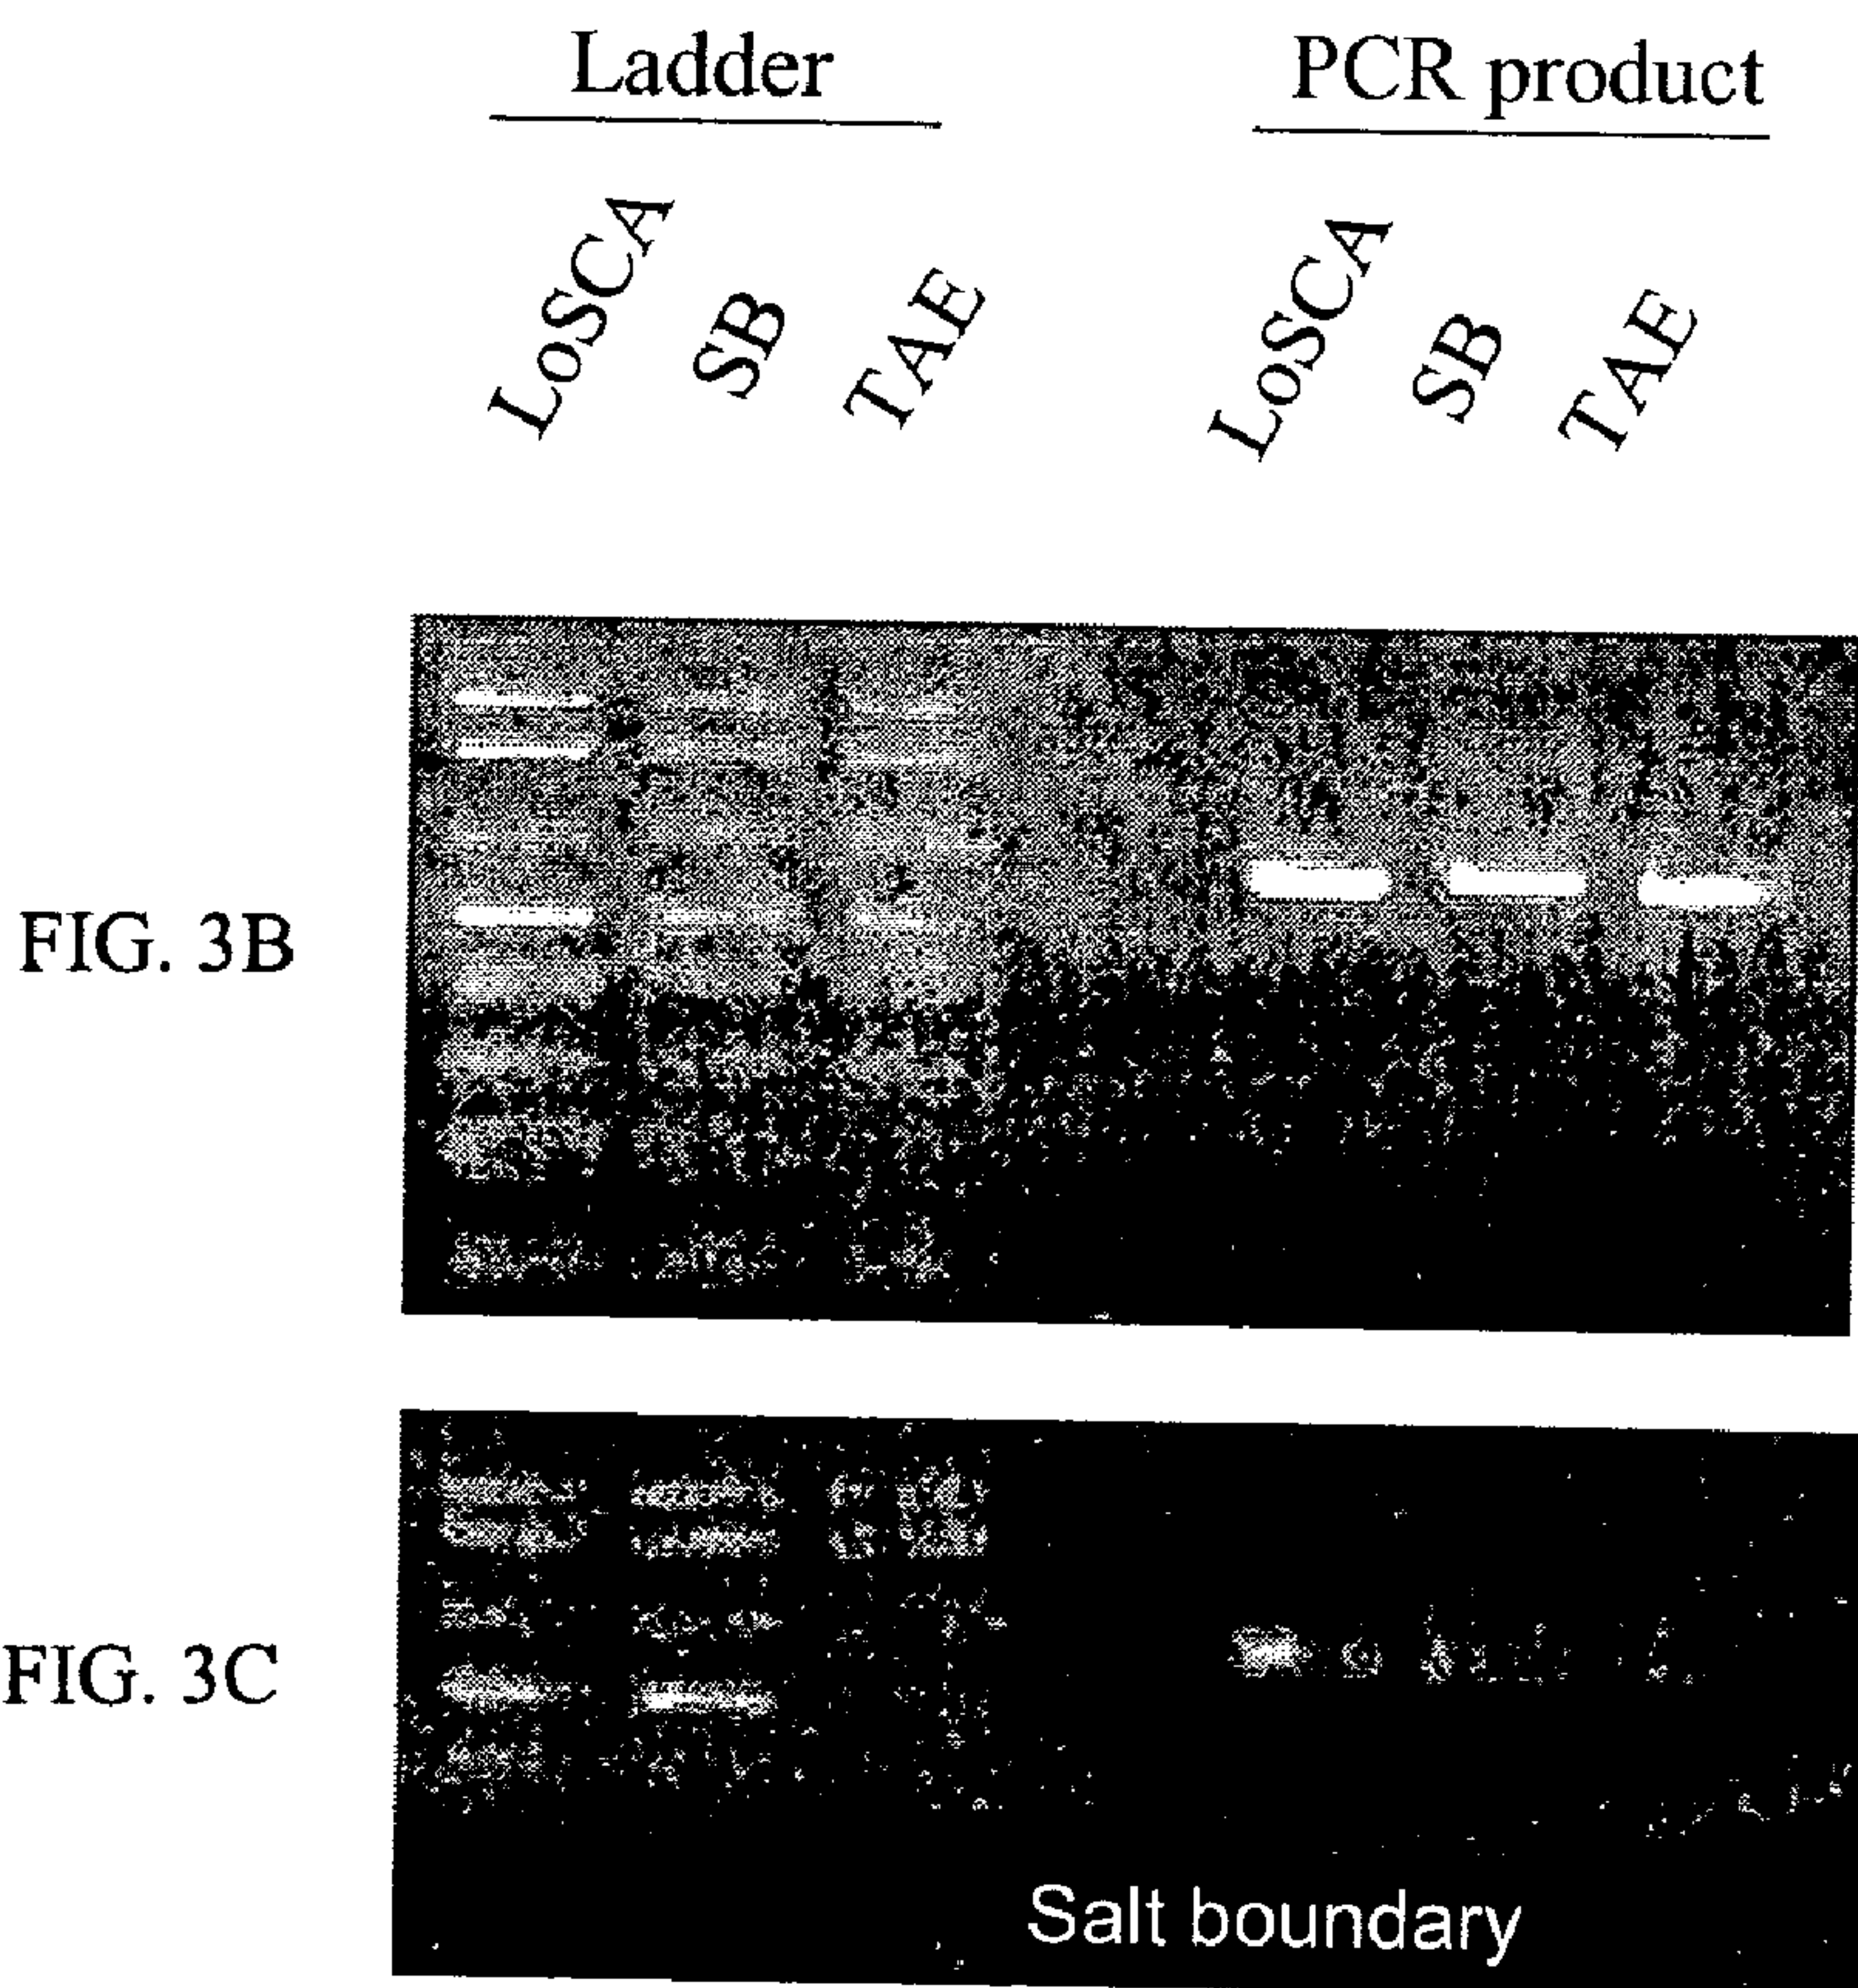 Ladder PCR product
LoSCA SB TAE LoSCA SB TAE
FIG. 3B
FIG. 3C
Salt boundary